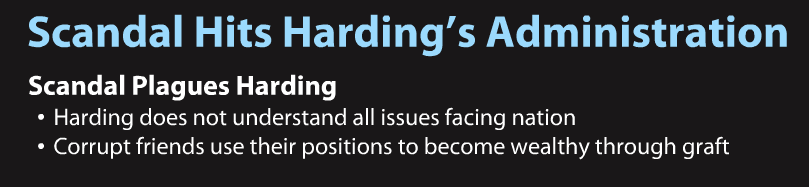 Scandal Hits Harding’s Administration
Scandal Plagues Harding
• Harding does not understand all issues facing nation
• Corrupt friends use their positions to become wealthy through graft